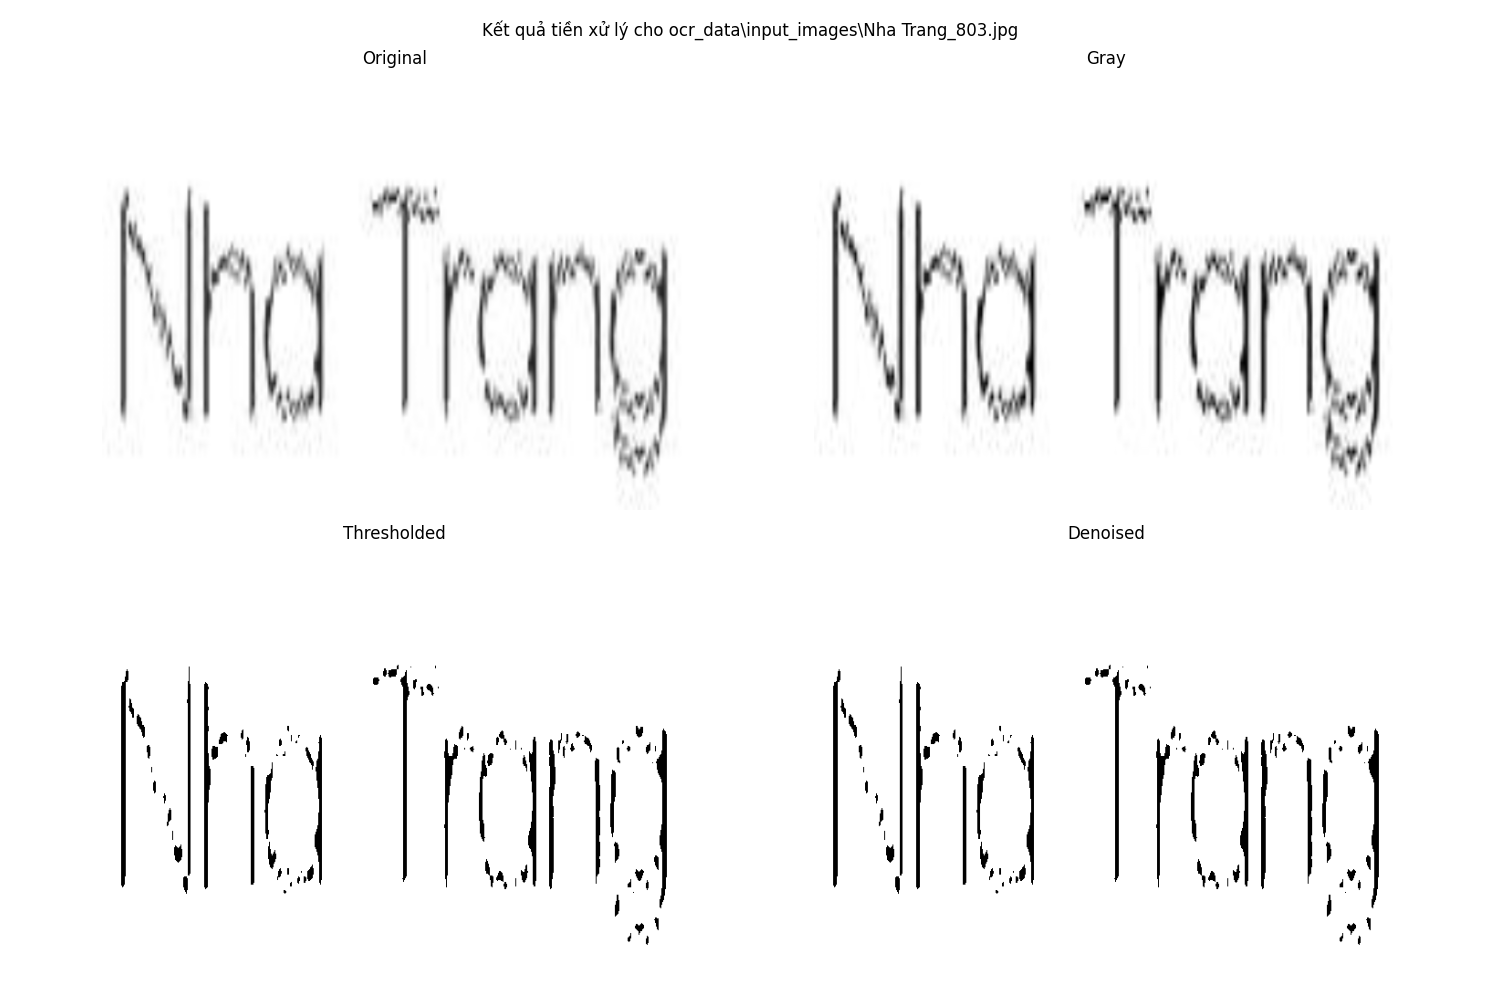 Kết quả tiền xử lý cho ocr_data\input_images\Nha Trang_803.jpg
Original
Gray
Nha Trang
Nha Trang
Thresholded
Denoised
Nha Trang
Nha Trang